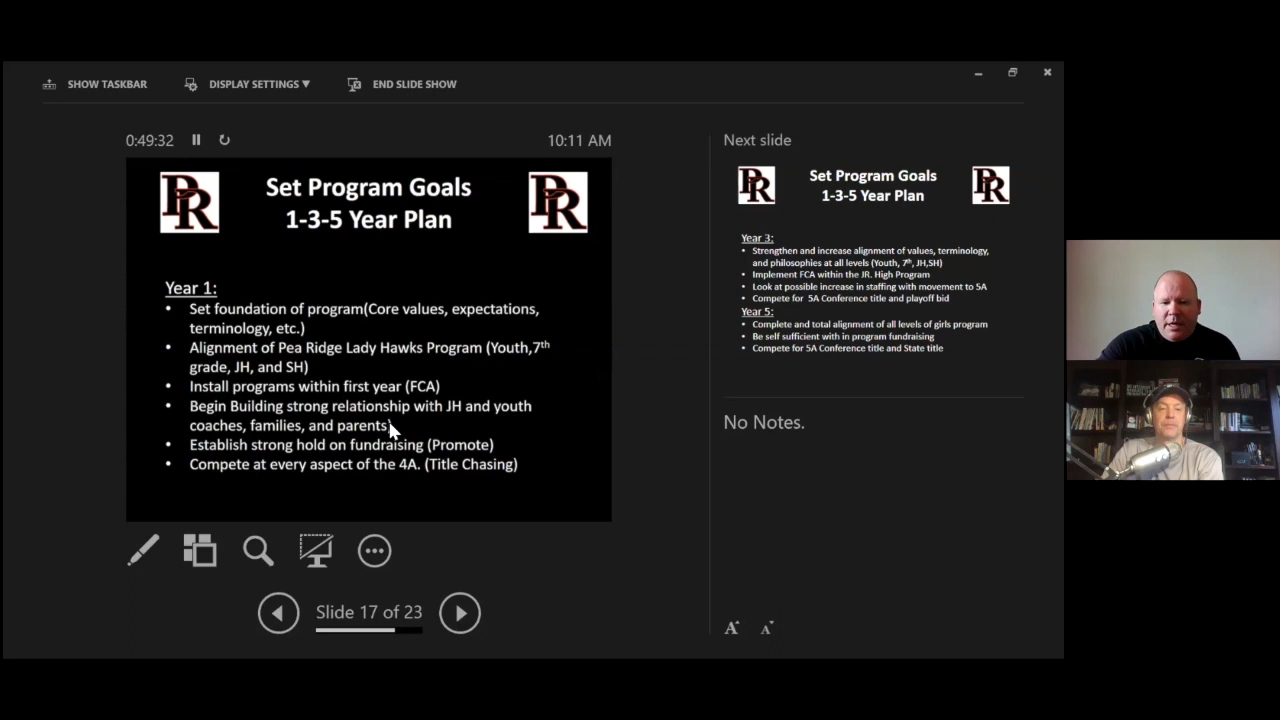 SHOW TASKBAR
DISPLAY SETTINGS ▼
END SLIDE SHOW
0:49:32
10:11 AM
PR
Set Program Goals
1-3-5 Year Plan
PR
Year 1:
• Set foundation of program(Core values, expectations,
terminology, etc.)
• Alignment of Pea Ridge Lady Hawks Program (Youth,7th
grade, JH, and SH)
• Install programs within first year (FCA)
• Begin Building strong relationship with JH and youth
coaches, families, and parents)
• Establish strong hold on fundraising (Promote)
• Compete at every aspect of the 4A. (Title Chasing)
Slide 17 of 23
Next slide
PR
Set Program Goals
1-3-5 Year Plan
PR
Year 3:
• Strengthen and increase alignment of values, terminology,
and philosophies at all levels (Youth, 7th, JH,SH)
• Implement FCA within the JR. High Program
• Look at possible increase in staffing with movement to 5A
• Compete for 5A Conference title and playoff bid
Year 5:
• Complete and total alignment of all levels of girls program
• Be self sufficient with in program fundraising
• Compete for 5A Conference title and State title
No Notes.
A A